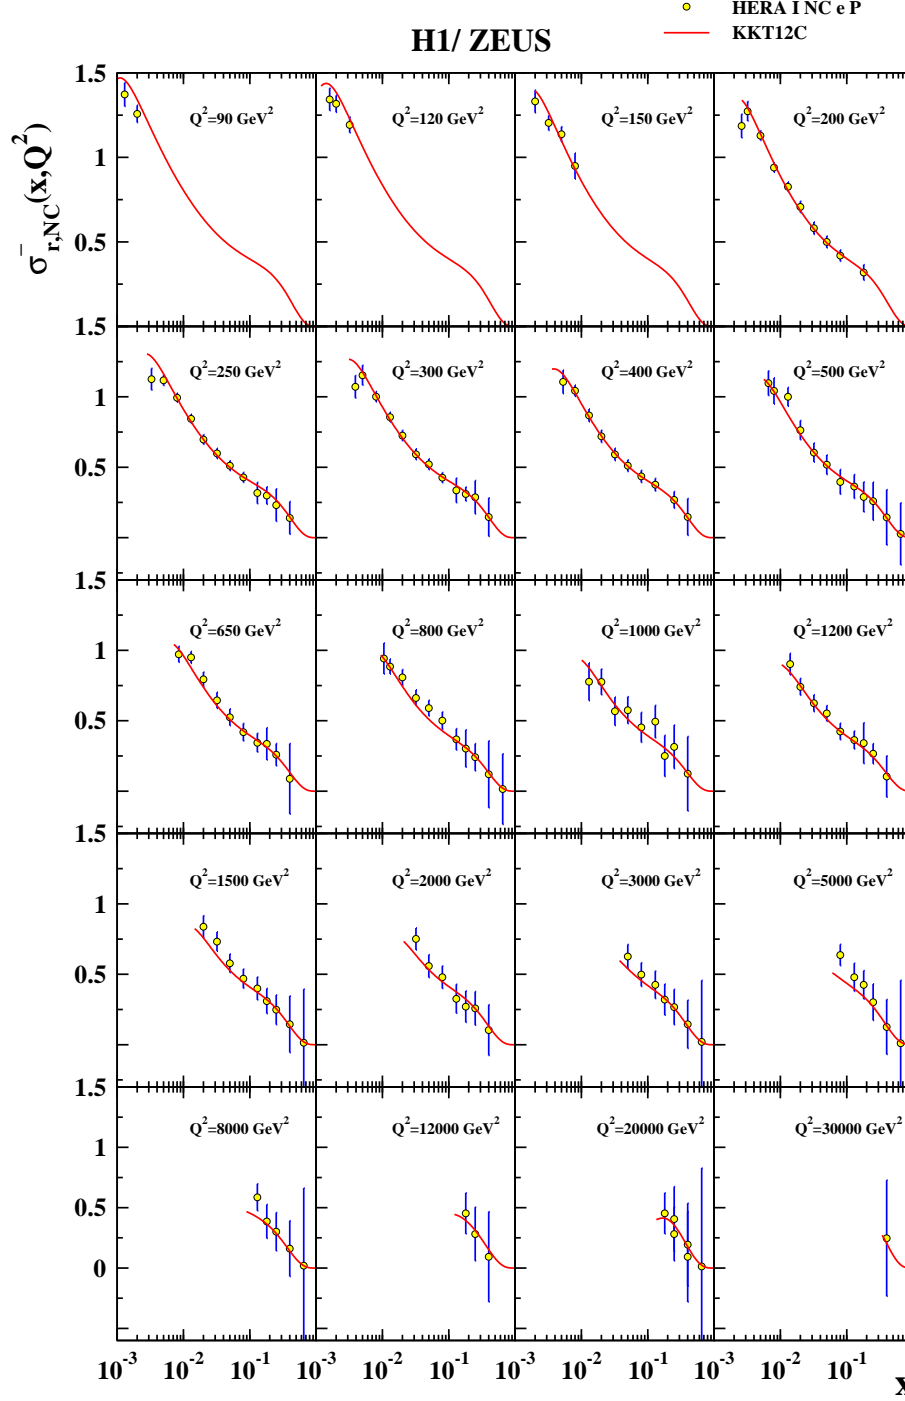 HERA I NC e P
KKT12C
H1/ ZEUS
σ⁻r,NC(x,Q²)
1.5
1
0.5
Q²=90 GeV²
Q²=120 GeV²
Q²=150 GeV²
Q²=200 GeV²
1.5
1
0.5
Q²=250 GeV²
Q²=300 GeV²
Q²=400 GeV²
Q²=500 GeV²
1.5
1
0.5
Q²=650 GeV²
Q²=800 GeV²
Q²=1000 GeV²
Q²=1200 GeV²
1.5
1
0.5
Q²=1500 GeV²
Q²=2000 GeV²
Q²=3000 GeV²
Q²=5000 GeV²
1.5
1
0.5
0
Q²=8000 GeV²
Q²=12000 GeV²
Q²=20000 GeV²
Q²=30000 GeV²
10⁻³ 10⁻² 10⁻¹ 10⁻³ 10⁻² 10⁻¹ 10⁻³ 10⁻² 10⁻¹ 10⁻³ 10⁻² 10⁻¹
x